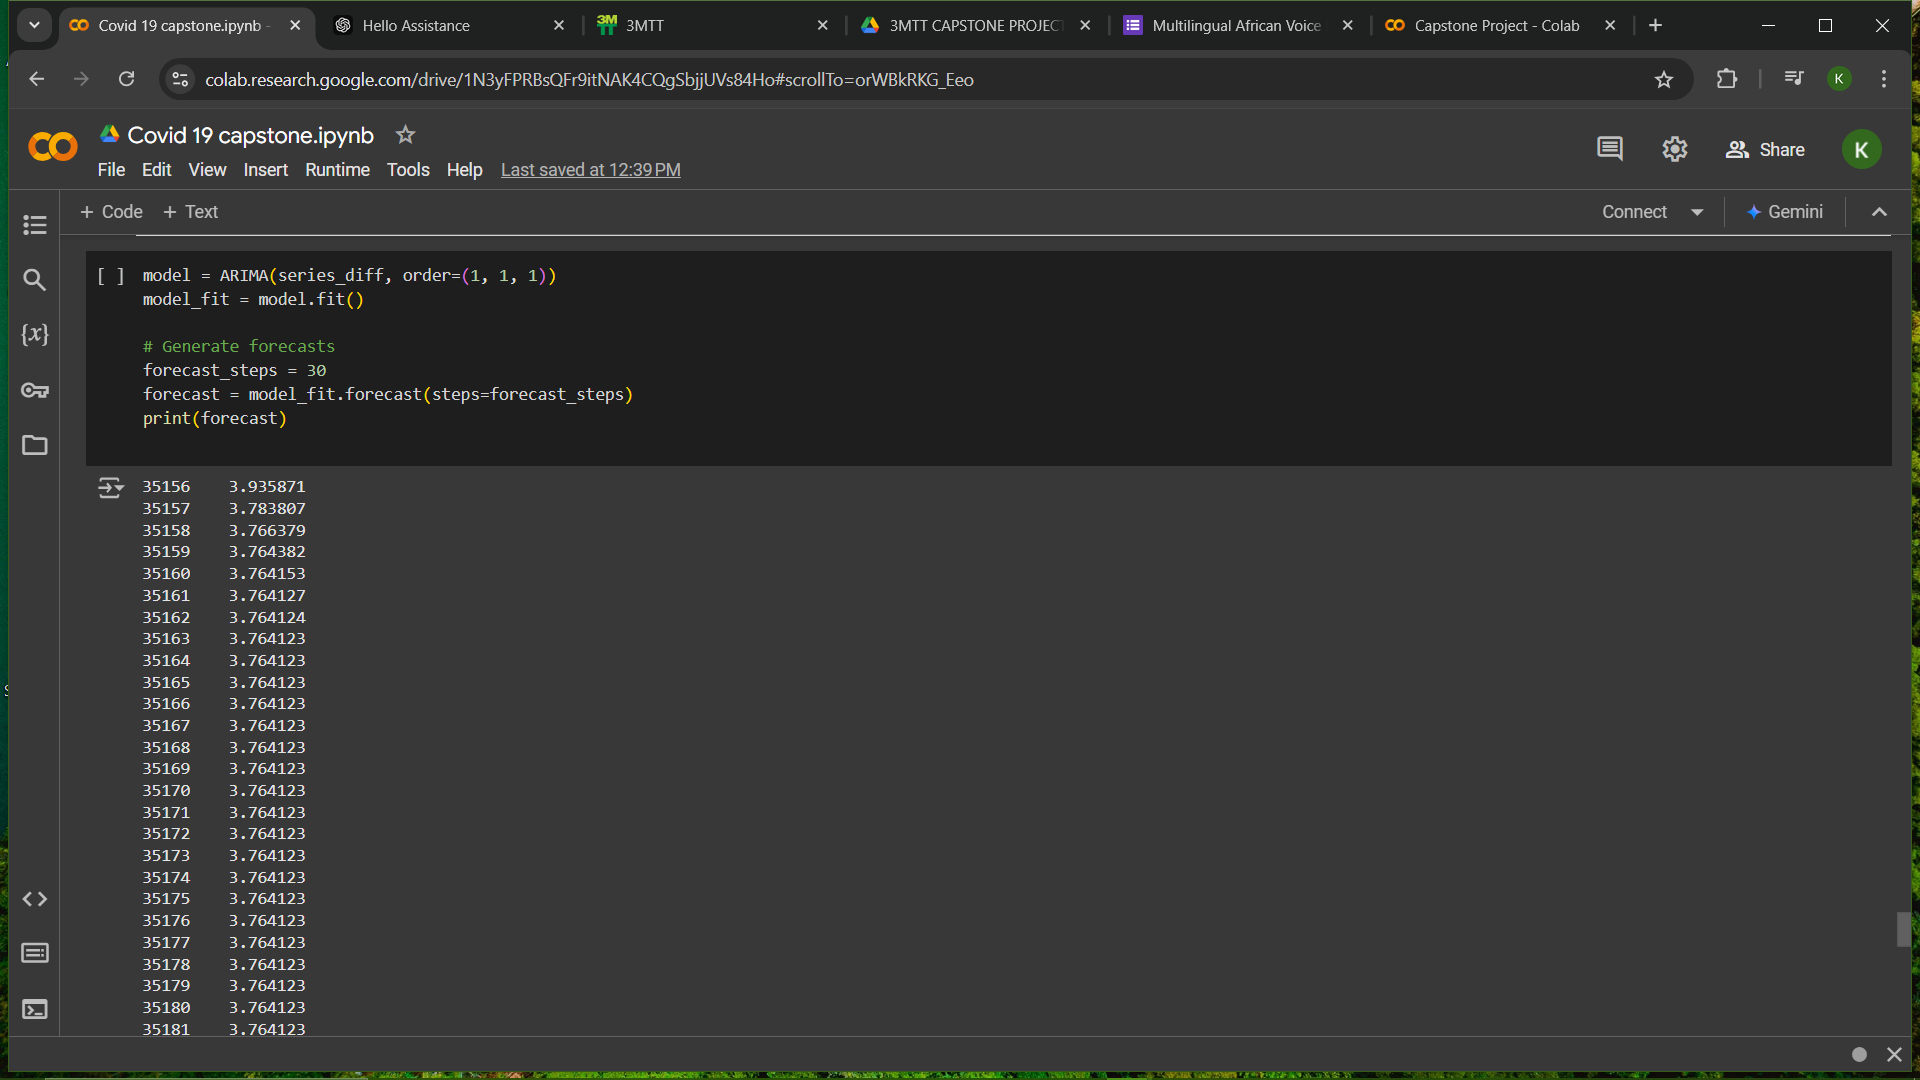 Covid 19 capstone.ipynb -
Hello Assistance
3MTT
3MTT CAPSTONE PROJECT
Multilingual African Voice
Capstone Project - Colab
colab.research.google.com/drive/1N3yFPRBsQFr9itNAK4CQgSbjjUVs84Ho#scrollTo=orWBkRKG_Eeo
K
Covid 19 capstone.ipynb
File Edit View Insert Runtime Tools Help Last saved at 12:39 PM
Share
K
+ Code + Text
Connect
Gemini
[ ] model = ARIMA(series_diff, order=(1, 1, 1))
model_fit = model.fit()
# Generate forecasts
forecast_steps = 30
forecast = model_fit.forecast(steps=forecast_steps)
print(forecast)
35156 3.935871
35157 3.783807
35158 3.766379
35159 3.764382
35160 3.764153
35161 3.764127
35162 3.764124
35163 3.764123
35164 3.764123
35165 3.764123
35166 3.764123
35167 3.764123
35168 3.764123
35169 3.764123
35170 3.764123
35171 3.764123
35172 3.764123
35173 3.764123
35174 3.764123
35175 3.764123
35176 3.764123
35177 3.764123
35178 3.764123
35179 3.764123
35180 3.764123
35181 3.764123